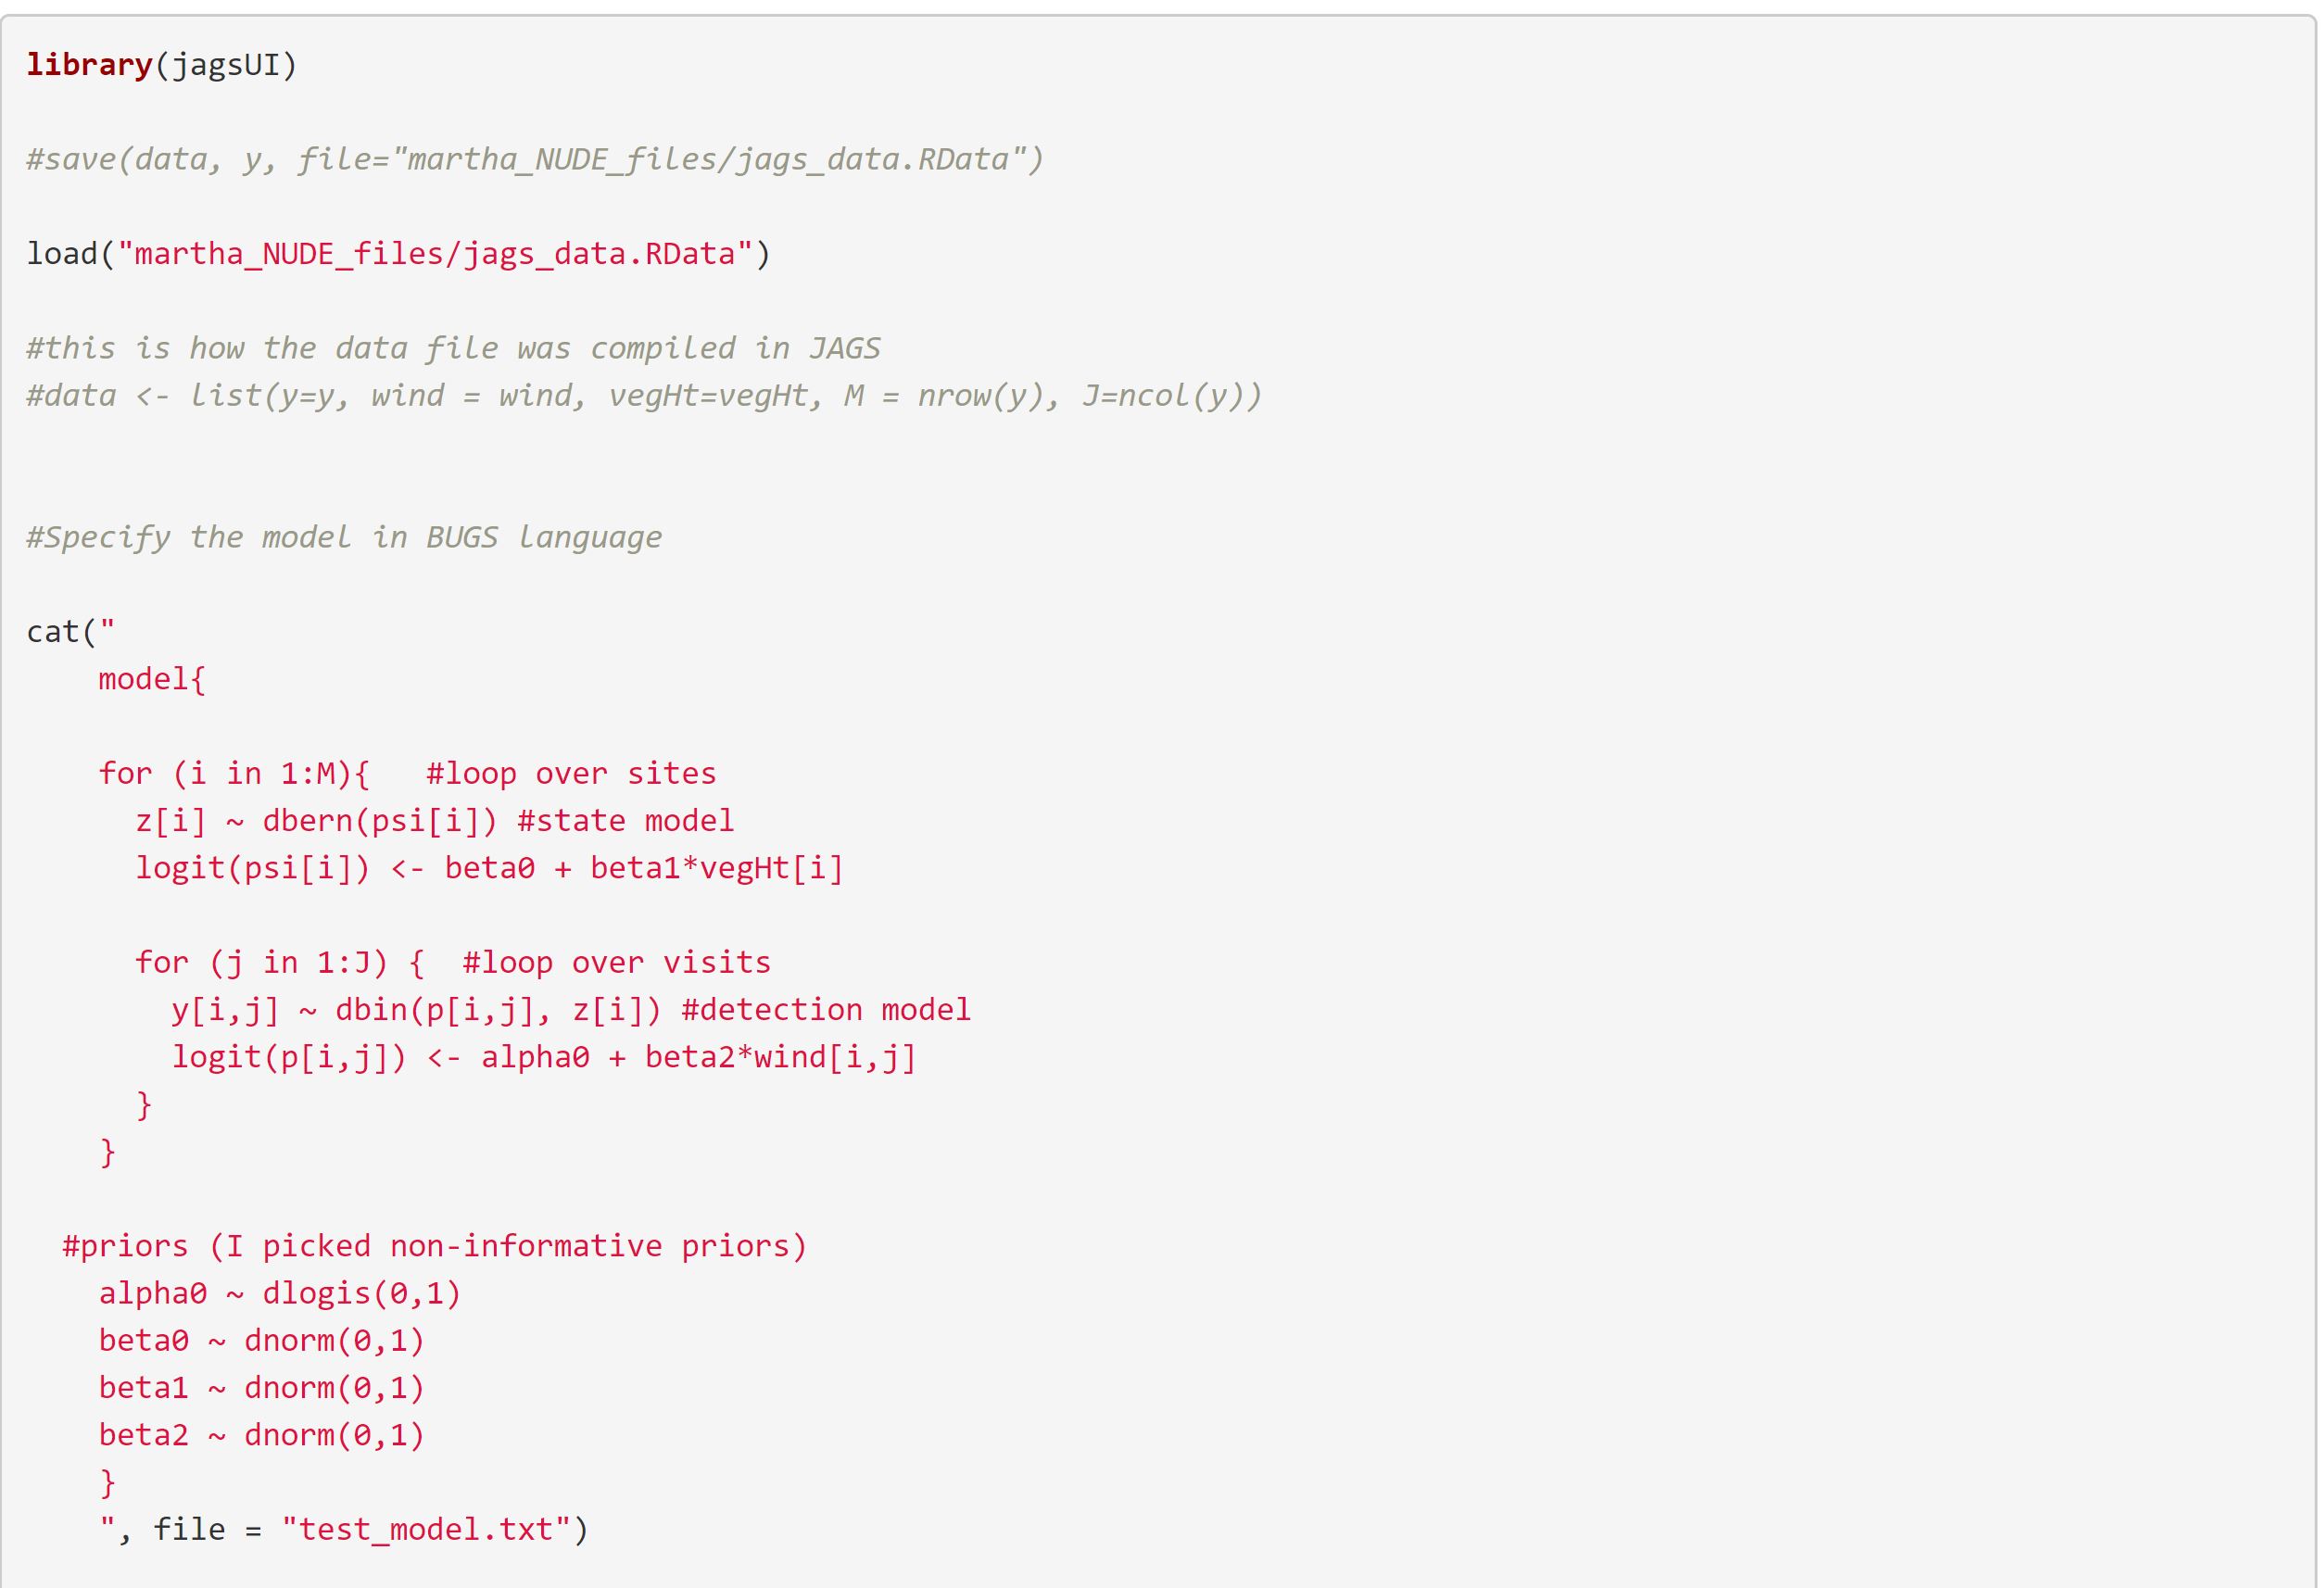 library(jagsUI)
#save(data, y, file="martha_NUDE_files/jags_data.RData")
load("martha_NUDE_files/jags_data.RData")
#this is how the data file was compiled in JAGS
#data <- list(y=y, wind = wind, vegHt=vegHt, M = nrow(y), J=ncol(y))
#Specify the model in BUGS language
cat("
    model{
    for (i in 1:M){   #loop over sites
      z[i] ~ dbern(psi[i]) #state model
      logit(psi[i]) <- beta0 + beta1*vegHt[i]
      for (j in 1:J) {  #loop over visits
        y[i,j] ~ dbin(p[i,j], z[i]) #detection model
        logit(p[i,j]) <- alpha0 + beta2*wind[i,j]
      }
    }
  #priors (I picked non-informative priors)
    alpha0 ~ dlogis(0,1)
    beta0 ~ dnorm(0,1)
    beta1 ~ dnorm(0,1)
    beta2 ~ dnorm(0,1)
    }
    ", file = "test_model.txt")